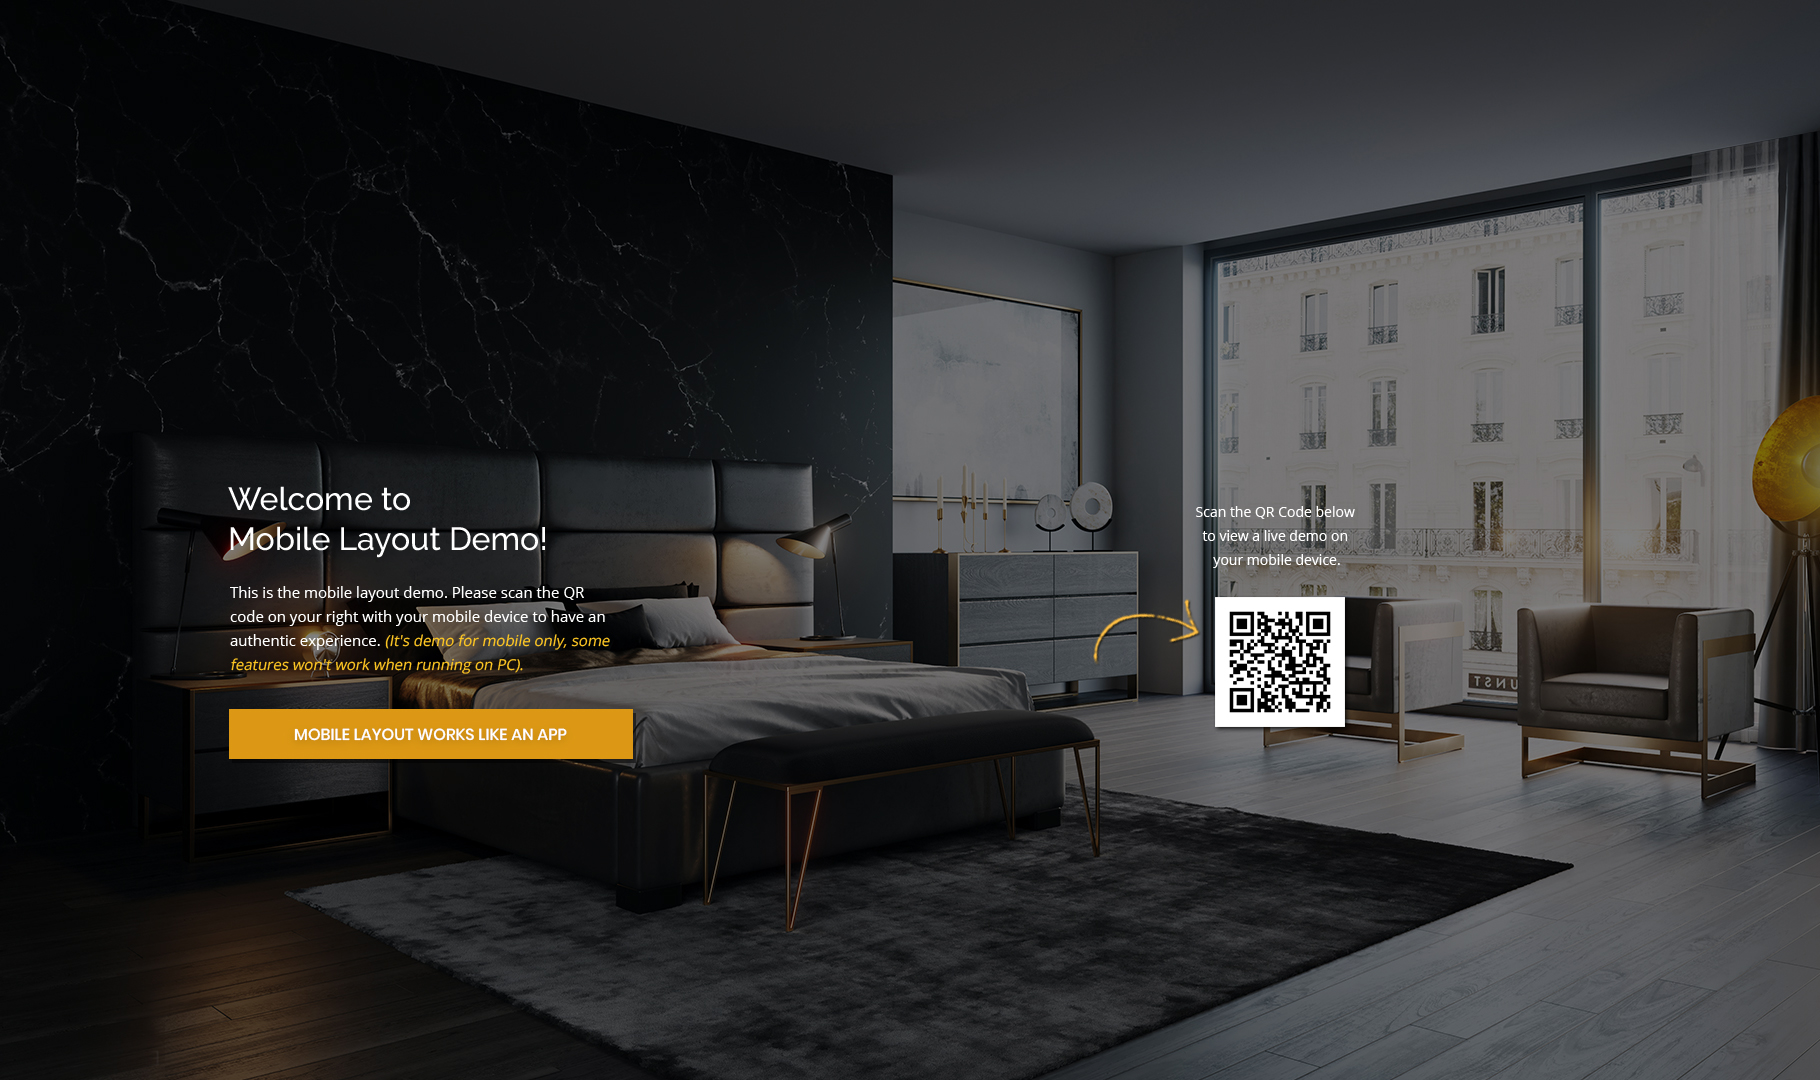 Welcome to
Mobile Layout Demo!
This is the mobile layout demo. Please scan the QR
code on your right with your mobile device to have an
authentic experience. (It's demo for mobile only, some
features won't work when running on PC).
MOBILE LAYOUT WORKS LIKE AN APP
Scan the QR Code below
to view a live demo on
your mobile device.